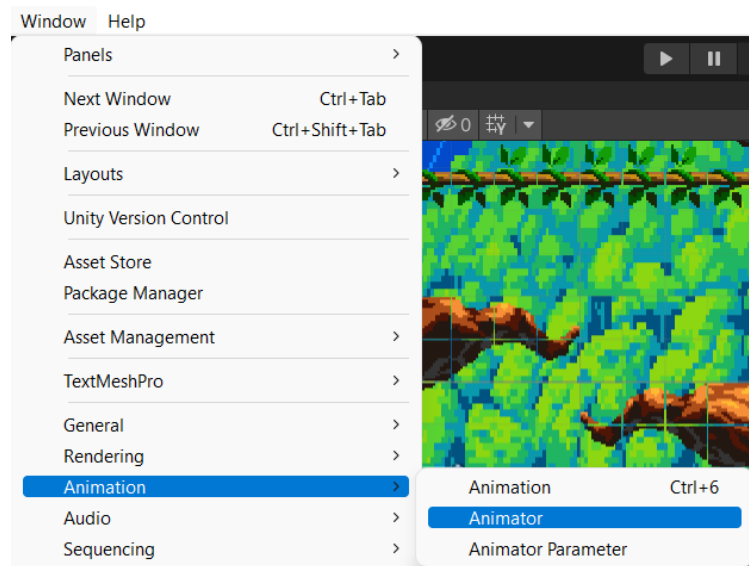 Window Help
Panels
Next Window Ctrl+Tab
Previous Window Ctrl+Shift+Tab
0
Layouts
Unity Version Control
Asset Store
Package Manager
Asset Management
TextMeshPro
General
Rendering
Animation
Animation Ctrl+6
Audio
Animator
Sequencing
Animator Parameter